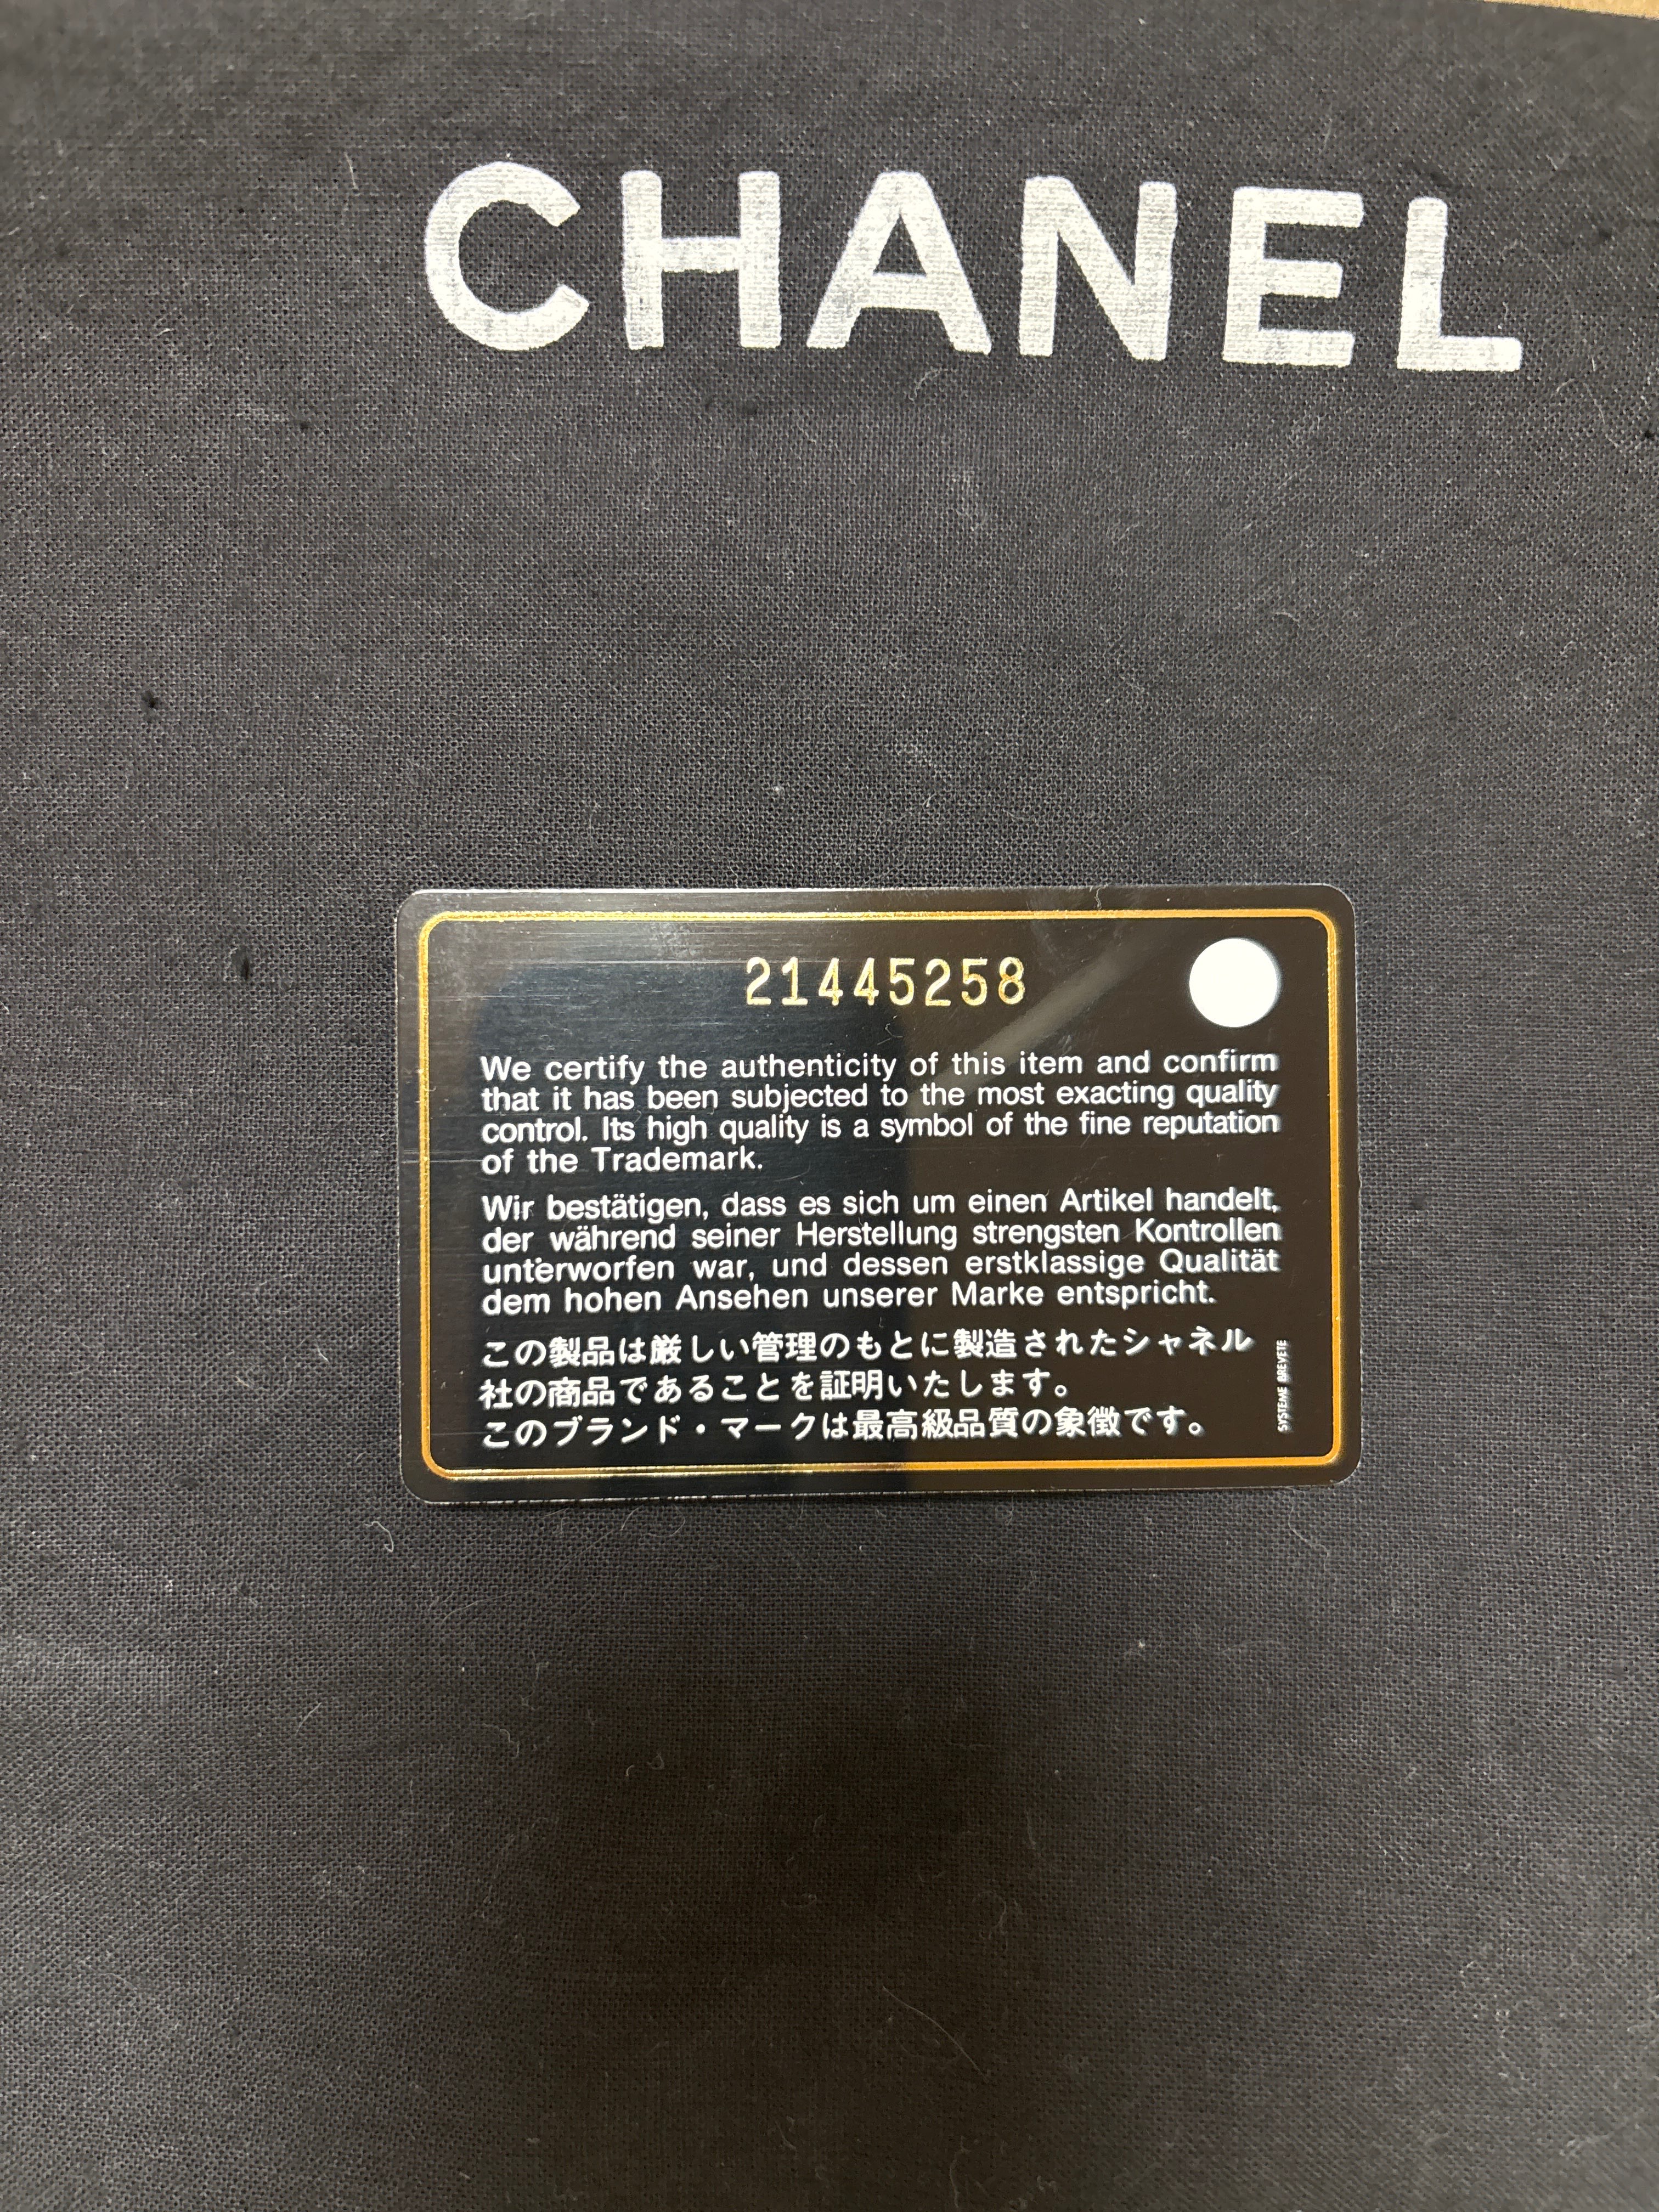 CHANEL
21445258
We certify the authenticity of this item and confirm
that it has been subjected to the most exacting quality
control. Its high quality is a symbol of the fine reputation
of the Trademark.
Wir bestätigen, dass es sich um einen Artikel handelt,
der während seiner Herstellung strengsten Kontrollen
unterworfen war, und dessen erstklassige Qualität
dem hohen Ansehen unserer Marke entspricht.
この製品は厳しい管理のもとに製造されたシャネル
社の商品であることを証明いたします。
このブランド・マークは最高級品質の象徴です。
SYSTEME BREVETE